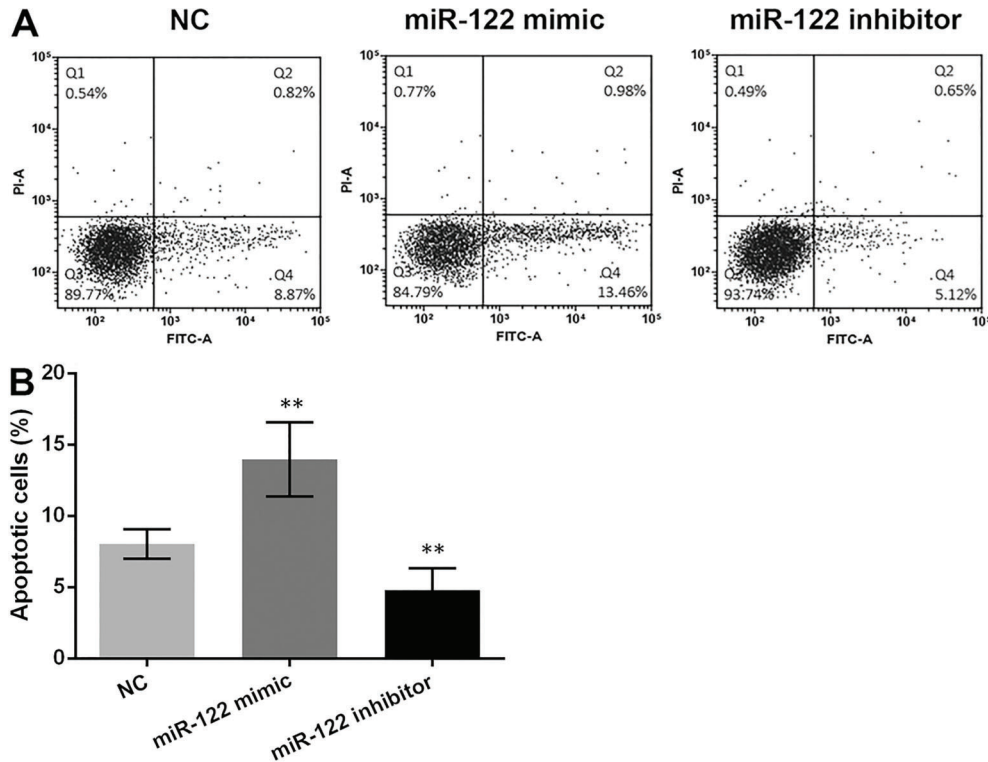 A
NC
miR-122 mimic
miR-122 inhibitor
10⁵
10⁴
10³
10²
PI-A
Q1
0.54%
Q2
0.82%
Q3
89.77%
Q4
8.87%
10² 10³ 10⁴ 10⁵
FITC-A
10⁵
10⁴
10³
10²
PI-A
Q1
0.77%
Q2
0.98%
Q3
84.79%
Q4
13.46%
10² 10³ 10⁴ 10⁵
FITC-A
10⁵
10⁴
10³
10²
PI-A
Q1
0.49%
Q2
0.65%
Q3
93.74%
Q4
5.12%
10² 10³ 10⁴ 10⁵
FITC-A
B
Apoptotic cells (%)
20
15
10
5
0
**
**
NC
miR-122 mimic
miR-122 inhibitor